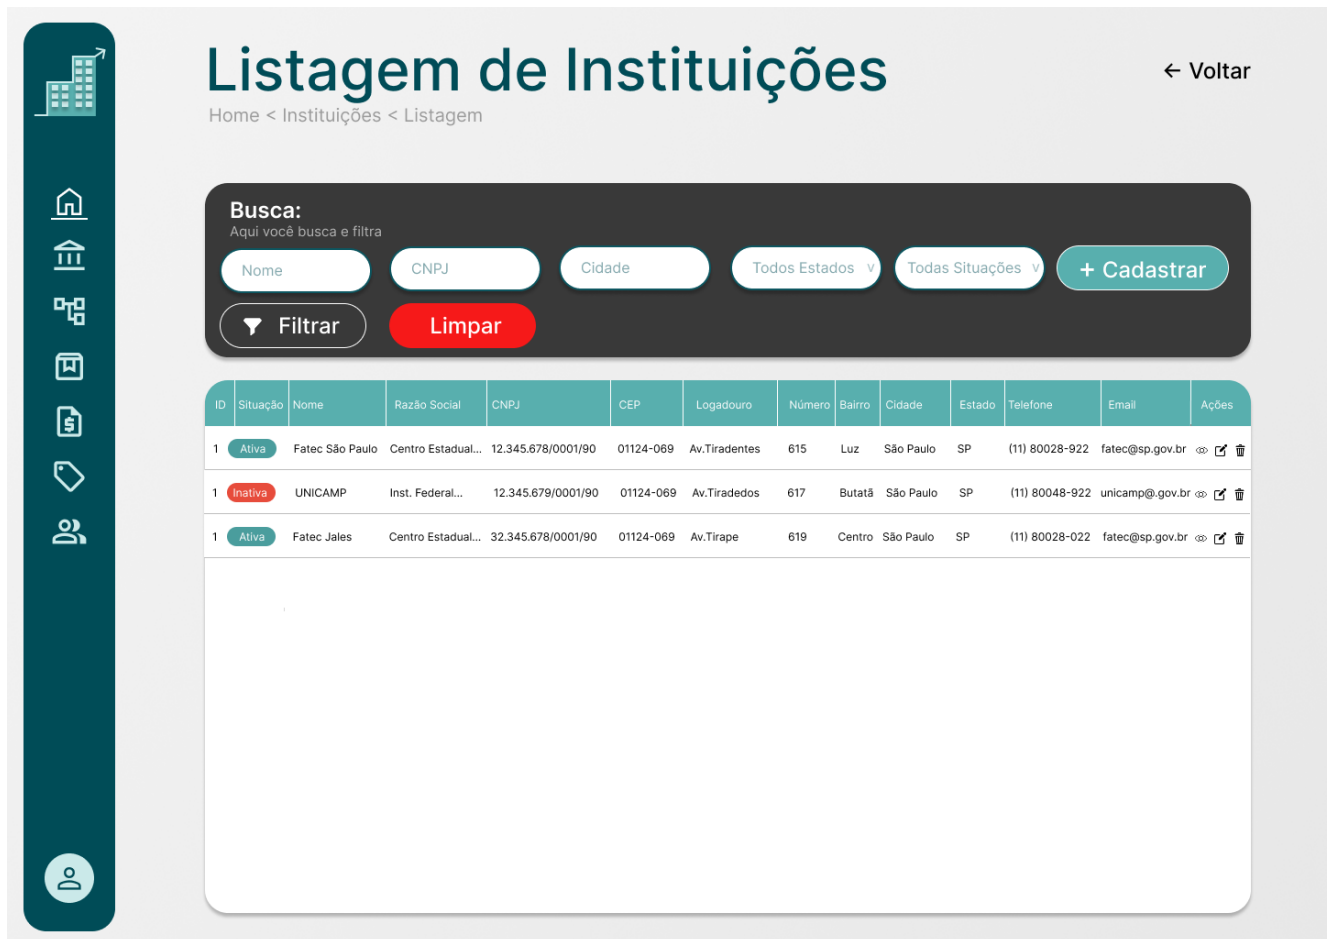 Listagem de Instituições
← Voltar
Home < Instituições < Listagem
Busca:
Aqui você busca e filtra
Nome CNPJ Cidade Todos Estados v Todas Situações v + Cadastrar
Filtrar Limpar
ID Situação Nome Razão Social CNPJ CEP Logadouro Número Bairro Cidade Estado Telefone Email Ações
1 Ativa Fatec São Paulo Centro Estadual... 12.345.678/0001/90 01124-069 Av.Tiradentes 615 Luz São Paulo SP (11) 80028-922 fatec@sp.gov.br
1 Inativa UNICAMP Inst. Federal... 12.345.679/0001/90 01124-069 Av.Tiradedos 617 Butatã São Paulo SP (11) 80048-922 unicamp@.gov.br
1 Ativa Fatec Jales Centro Estadual... 32.345.678/0001/90 01124-069 Av.Tirape 619 Centro São Paulo SP (11) 80028-022 fatec@sp.gov.br